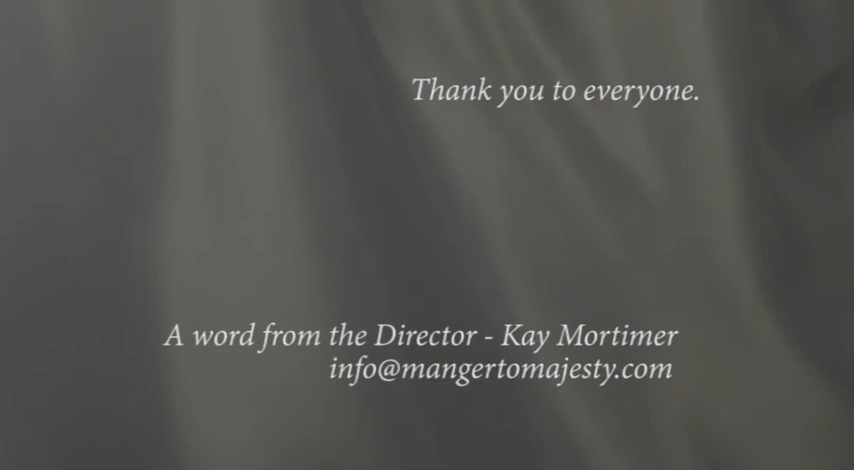 Thank you to everyone.
A word from the Director - Kay Mortimer
info@mangertomajesty.com